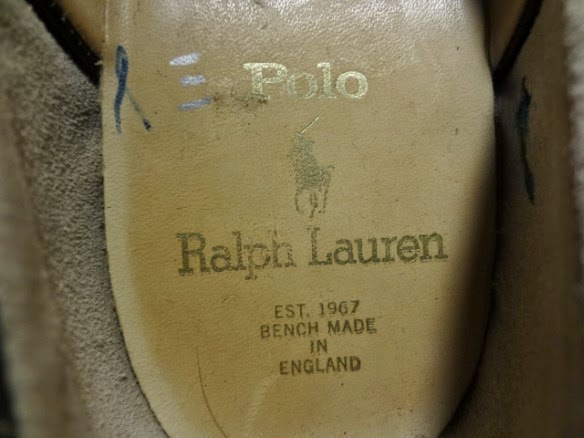 Polo
Ralph Lauren
EST. 1967
BENCH MADE
IN
ENGLAND